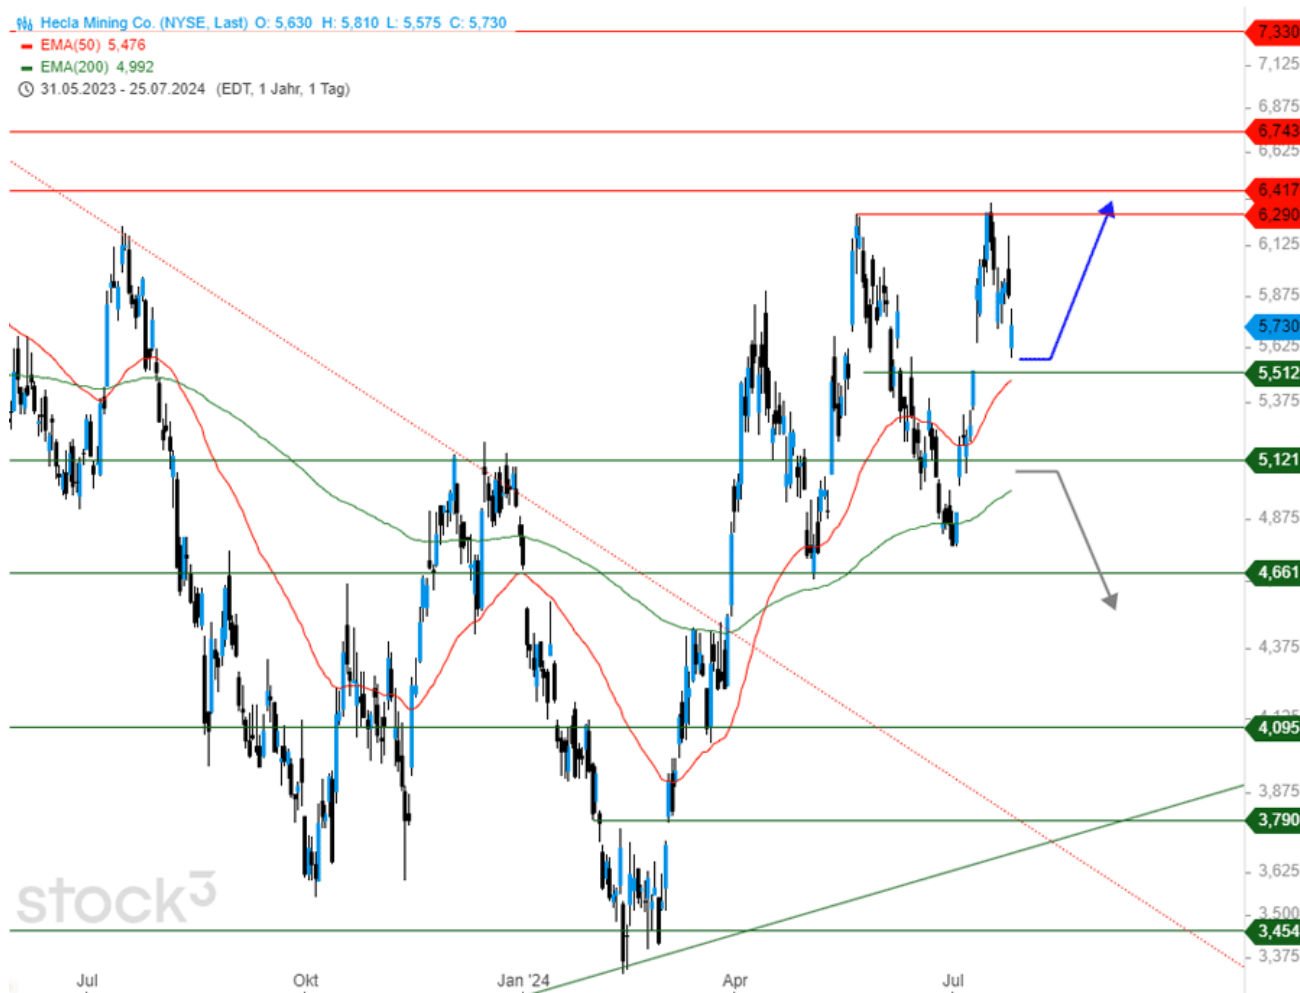 Hecla Mining Co. (NYSE, Last) O: 5,630 H: 5,810 L: 5,575 C: 5,730
EMA(50) 5,476
EMA(200) 4,992
31.05.2023 - 25.07.2024 (EDT, 1 Jahr, 1 Tag)
7,330
7,125
6,875
6,743
6,625
6,417
6,290
6,125
5,875
5,730
5,625
5,512
5,375
5,121
4,875
4,661
4,375
4,125
4,095
3,875
3,790
3,625
3,500
3,454
3,375
stock3
Jul
Okt
Jan '24
Apr
Jul